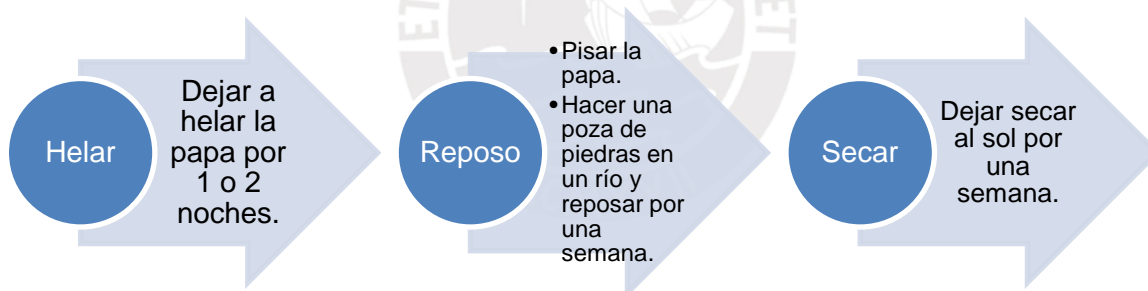 Helar
Dejar a
helar la
papa por
1 o 2
noches.
Reposo
•Pisar la
papa.
•Hacer una
poza de
piedras en
un río y
reposar por
una
semana.
Secar
Dejar secar
al sol por
una
semana.